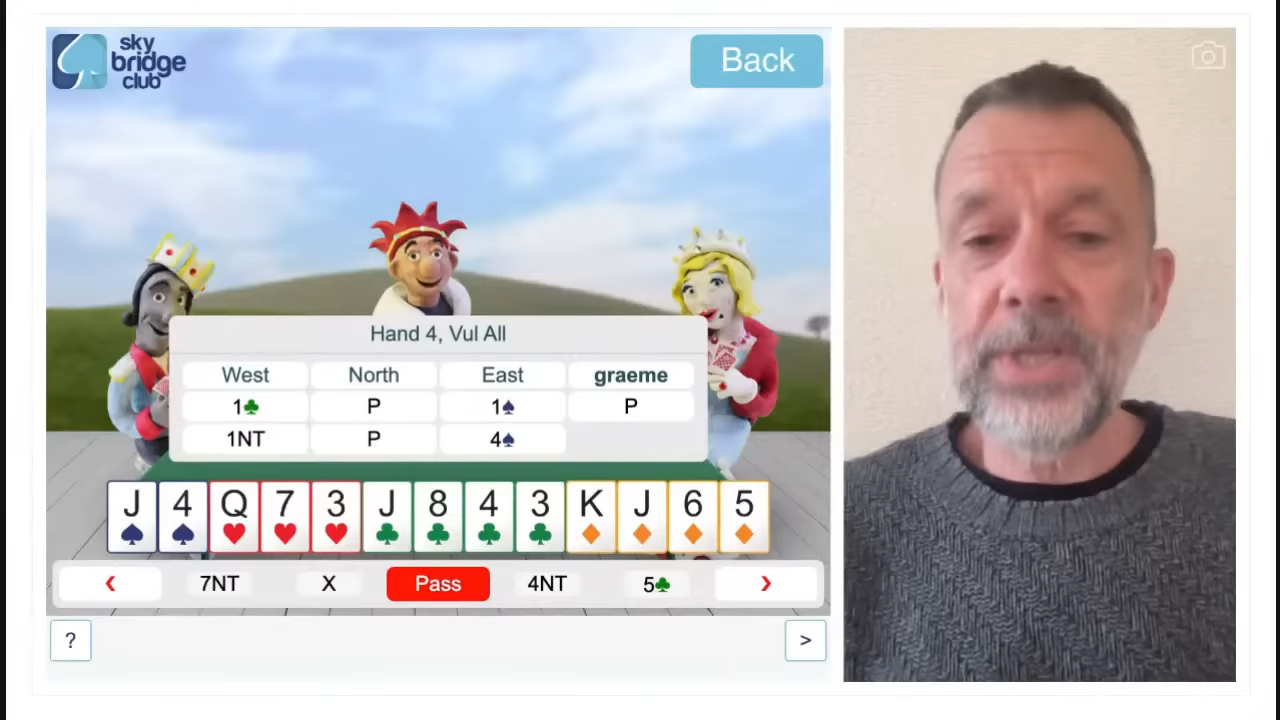 sky
bridge
club
Back
Hand 4, Vul All
West North East graeme
1♣ P 1♠ P
1NT P 4♠
J 4 Q 7 3 J 8 4 3 K J 6 5
♠ ♠ ♥ ♥ ♥ ♣ ♣ ♣ ♣ ♦ ♦ ♦ ♦
‹ 7NT X Pass 4NT 5♣ ›
? >